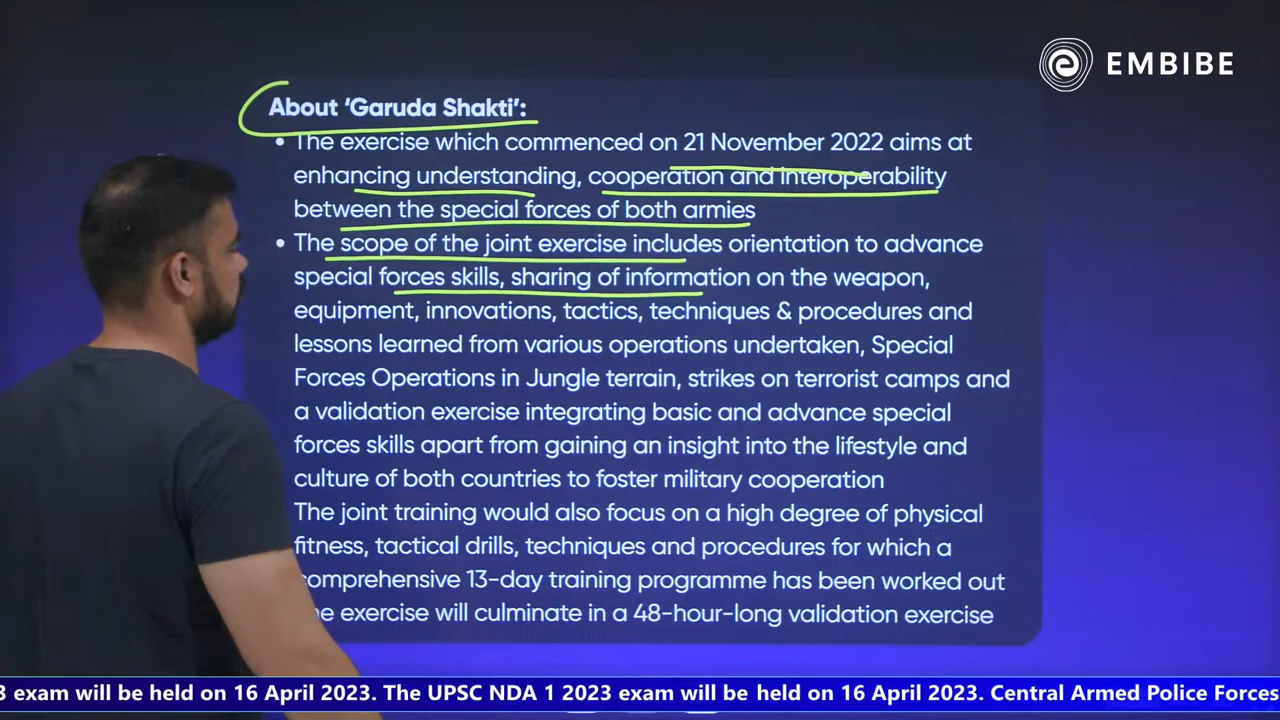 EMBIBE
About ‘Garuda Shakti’:
• The exercise which commenced on 21 November 2022 aims at
enhancing understanding, cooperation and interoperability
between the special forces of both armies
• The scope of the joint exercise includes orientation to advance
special forces skills, sharing of information on the weapon,
equipment, innovations, tactics, techniques & procedures and
lessons learned from various operations undertaken, Special
Forces Operations in Jungle terrain, strikes on terrorist camps and
a validation exercise integrating basic and advance special
forces skills apart from gaining an insight into the lifestyle and
culture of both countries to foster military cooperation
The joint training would also focus on a high degree of physical
fitness, tactical drills, techniques and procedures for which a
comprehensive 13-day training programme has been worked out
exercise will culminate in a 48-hour-long validation exercise
3 exam will be held on 16 April 2023. The UPSC NDA 1 2023 exam will be held on 16 April 2023. Central Armed Police Forces